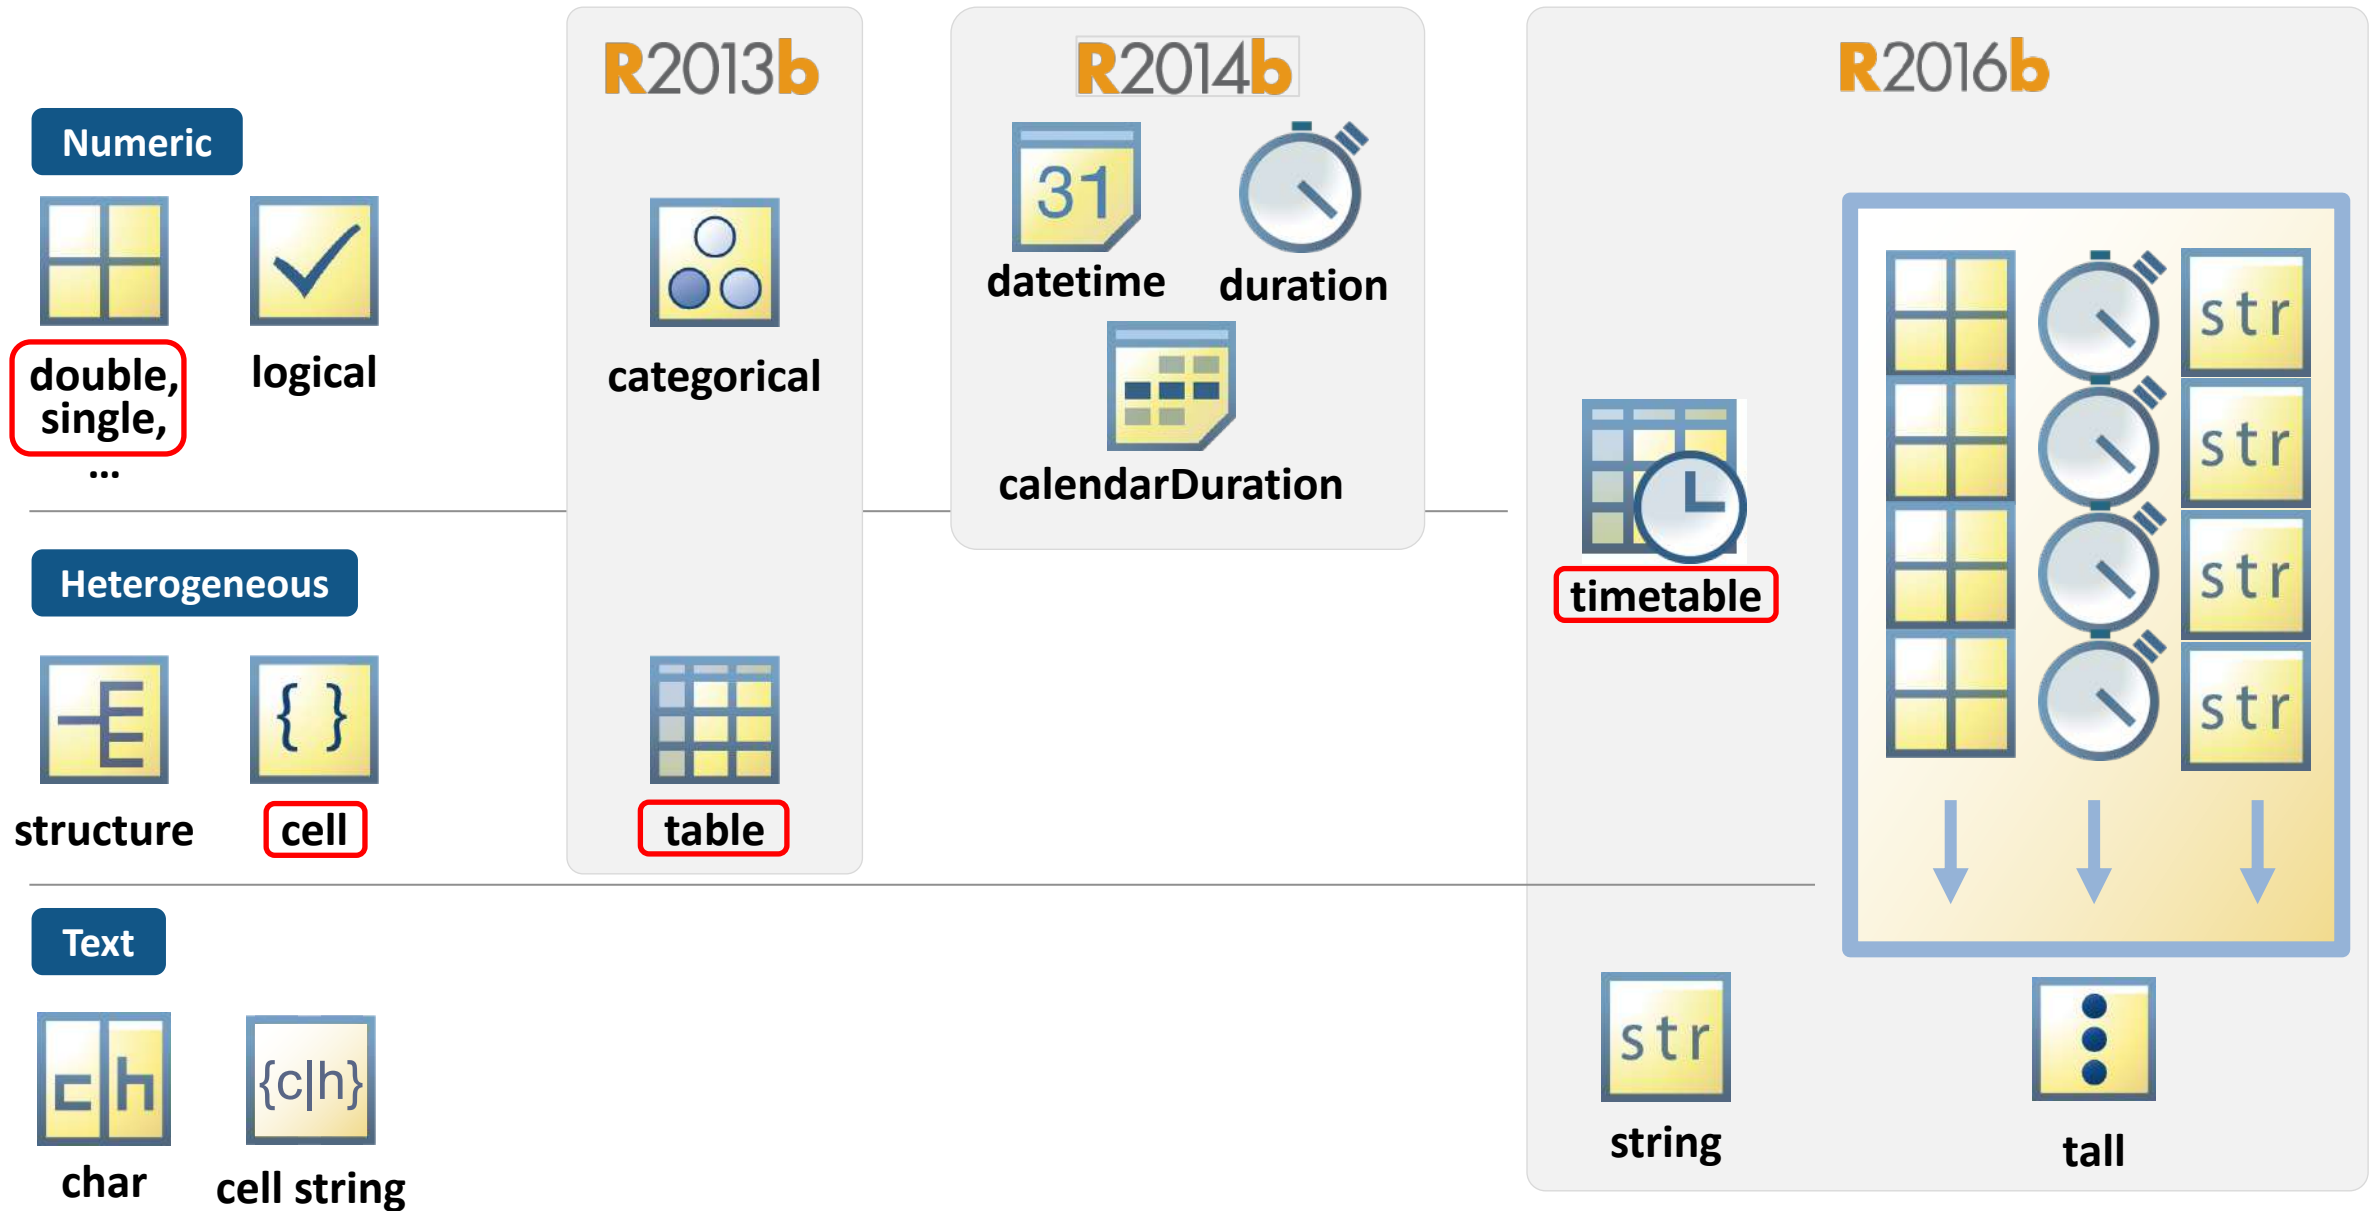 R2013b
R2014b
R2016b
Numeric
31
double,
single,
...
logical
categorical
datetime
duration
calendarDuration
str
str
str
str
Heterogeneous
timetable
{ }
structure
cell
table
Text
c h
{c|h}
str
char
cell string
string
tall